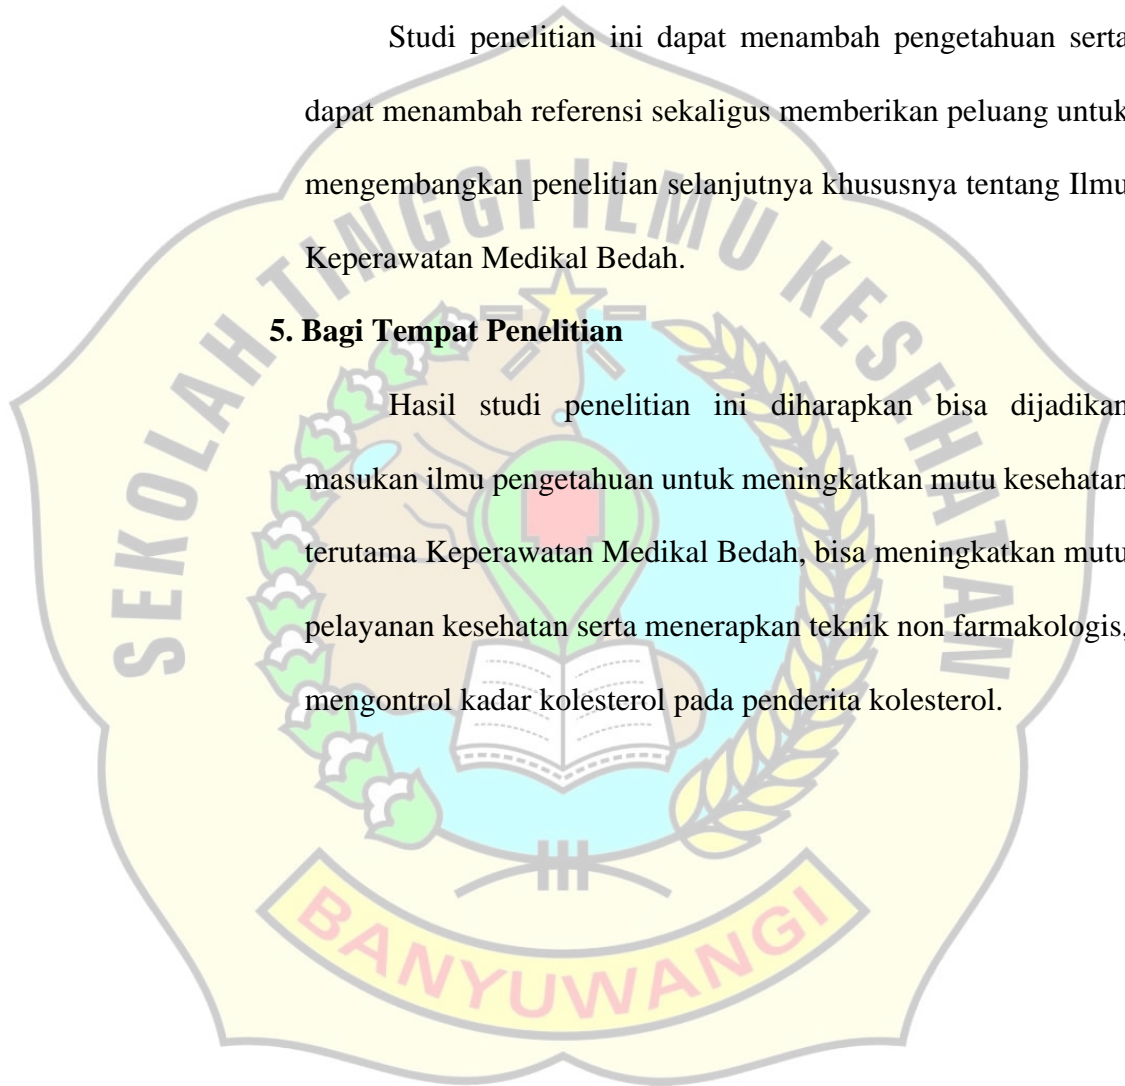 Studi penelitian ini dapat menambah pengetahuan serta
dapat menambah referensi sekaligus memberikan peluang untuk
mengembangkan penelitian selanjutnya khususnya tentang Ilmu
Keperawatan Medikal Bedah.
5. Bagi Tempat Penelitian
Hasil studi penelitian ini diharapkan bisa dijadikan
masukan ilmu pengetahuan untuk meningkatkan mutu kesehatan
terutama Keperawatan Medikal Bedah, bisa meningkatkan mutu
pelayanan kesehatan serta menerapkan teknik non farmakologis,
mengontrol kadar kolesterol pada penderita kolesterol.
SEKOLAH TINGGI ILMU KESEHATAN
BANYUWANGI